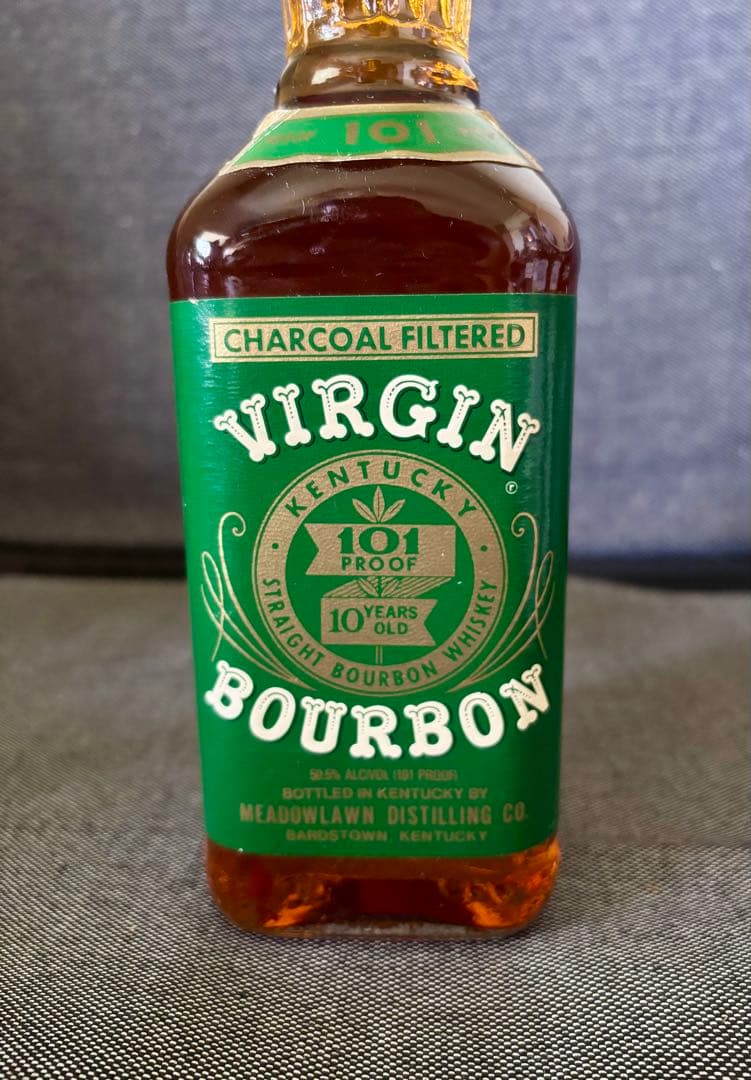 101
CHARCOAL FILTERED
VIRGIN
®
KENTUCKY
101
PROOF
10 YEARS
OLD
STRAIGHT BOURBON WHISKEY
BOURBON
50.5% ALC/VOL (101 PROOF)
BOTTLED IN KENTUCKY BY
MEADOWLAWN DISTILLING CO.
BARDSTOWN, KENTUCKY